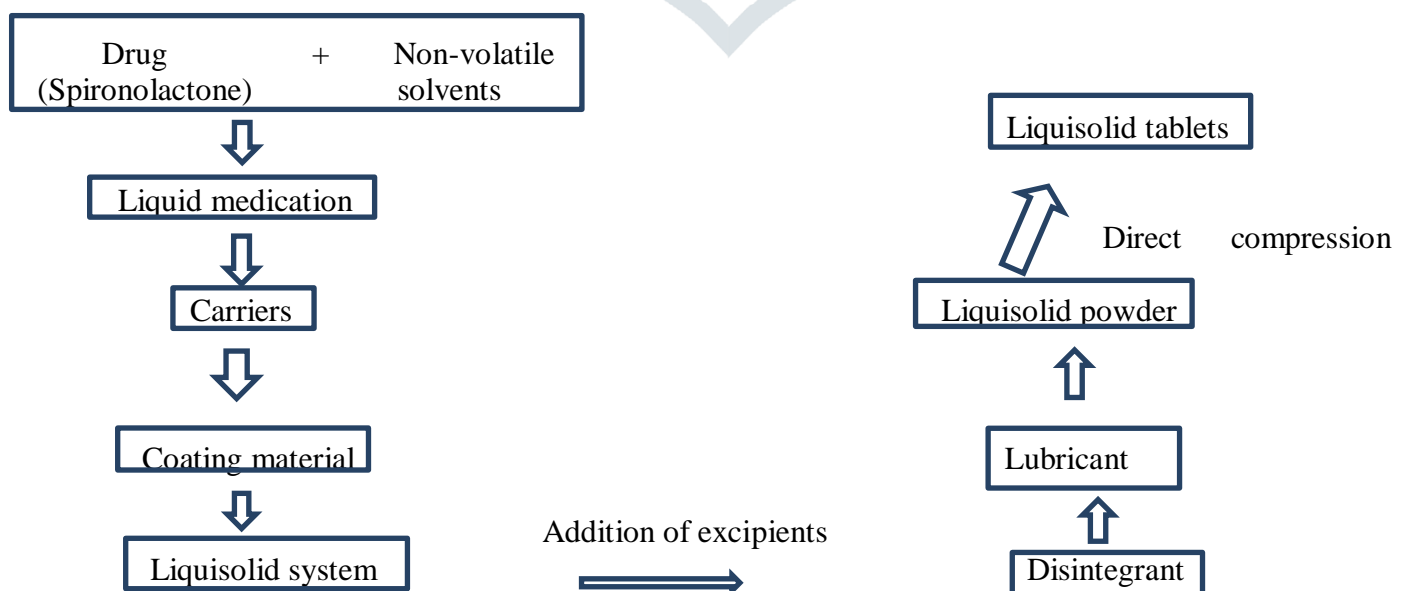 Drug + Non-volatile
(Spironolactone) solvents
Liquid medication
Carriers
Coating material
Liquisolid system
Addition of excipients
Disintegrant
Lubricant
Liquisolid powder
Direct compression
Liquisolid tablets